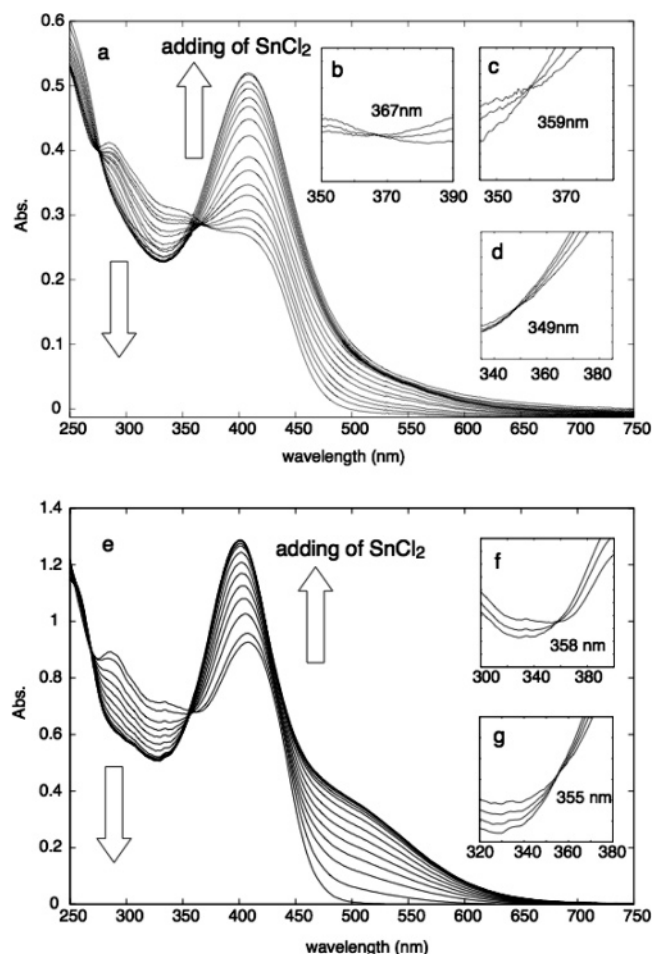 0.6
a
adding of SnCl2
b
c
0.5
367nm
359nm
0.4
350 370 390
350 370
Abs.
0.3
d
0.2
349nm
0.1
340 360 380
0
250 300 350 400 450 500 550 600 650 700 750
wavelength (nm)
1.4
e
adding of SnCl2
f
1.2
1
358 nm
Abs.
0.8
300 340 380
0.6
g
0.4
355 nm
0.2
320 340 360 380
0
250 300 350 400 450 500 550 600 650 700 750
wavelength (nm)